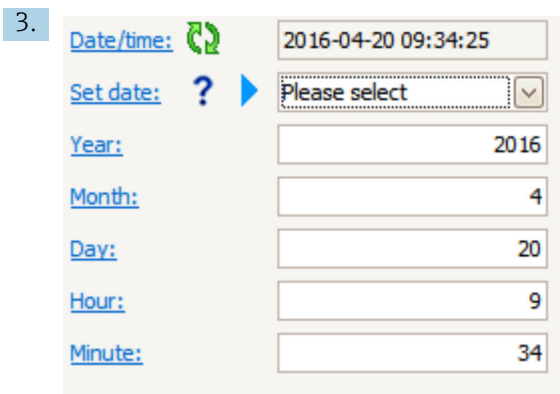 3.
Date/time: 2016-04-20 09:34:25
Set date: ? Please select
Year: 2016
Month: 4
Day: 20
Hour: 9
Minute: 34